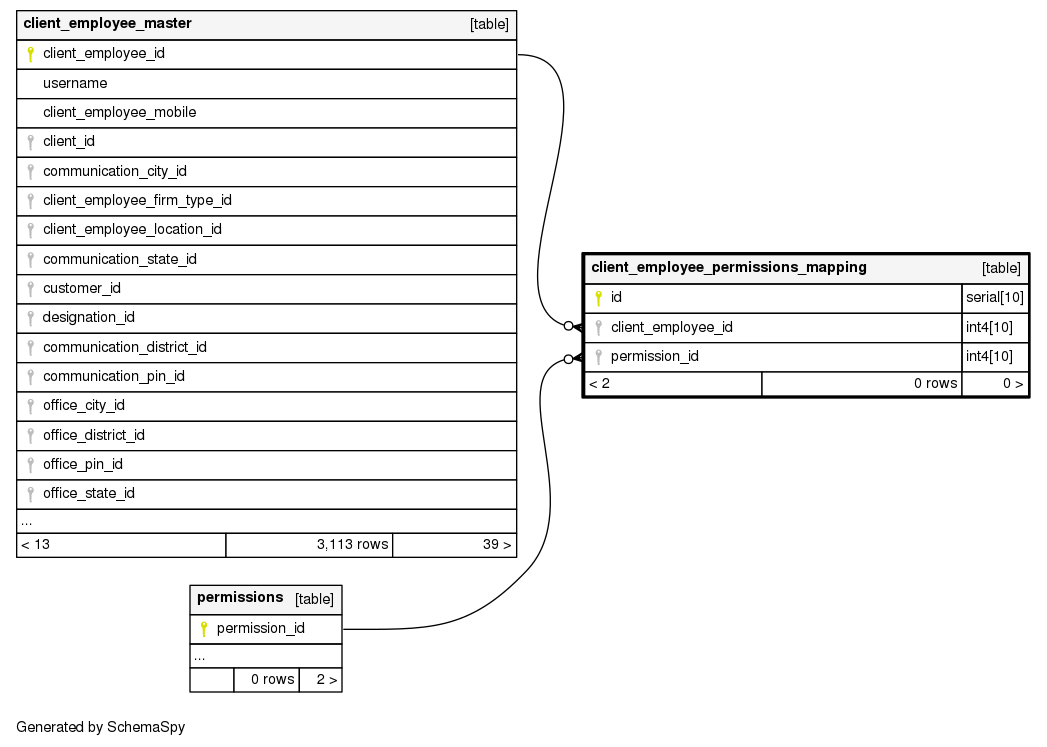 client_employee_master [table]
client_employee_id
username
client_employee_mobile
client_id
communication_city_id
client_employee_firm_type_id
client_employee_location_id
communication_state_id
customer_id
designation_id
communication_district_id
communication_pin_id
office_city_id
office_district_id
office_pin_id
office_state_id
...
< 13 3,113 rows 39 >
client_employee_permissions_mapping [table]
id serial[10]
client_employee_id int4[10]
permission_id int4[10]
< 2 0 rows 0 >
permissions [table]
permission_id
...
0 rows 2 >
Generated by SchemaSpy